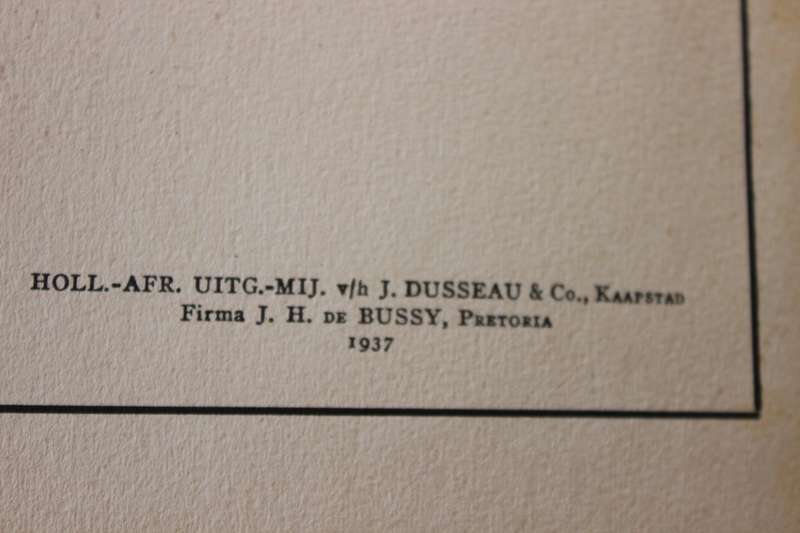 HOLL.-AFR. UITG.-MIJ. v/h J. DUSSEAU & Co., KAAPSTAD
Firma J. H. DE BUSSY, PRETORIA
1937